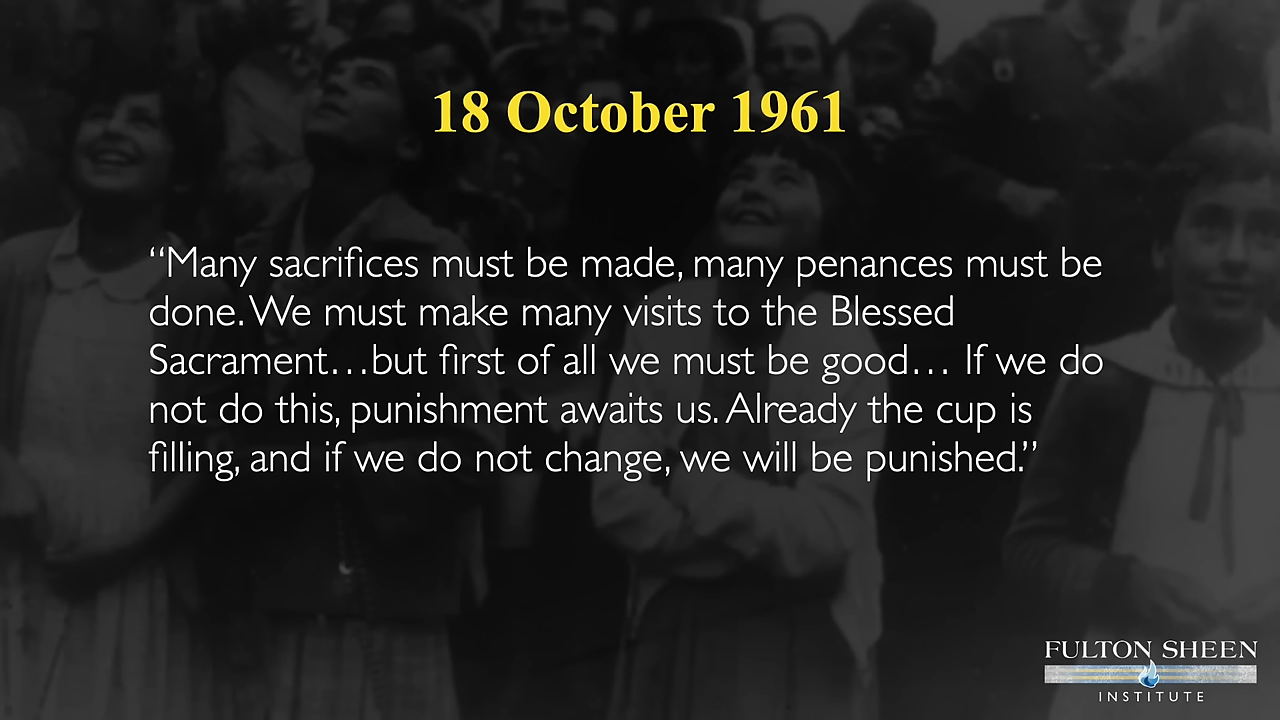 18 October 1961
“Many sacrifices must be made, many penances must be
done. We must make many visits to the Blessed
Sacrament…but first of all we must be good… If we do
not do this, punishment awaits us. Already the cup is
filling, and if we do not change, we will be punished.”
FULTON SHEEN
INSTITUTE